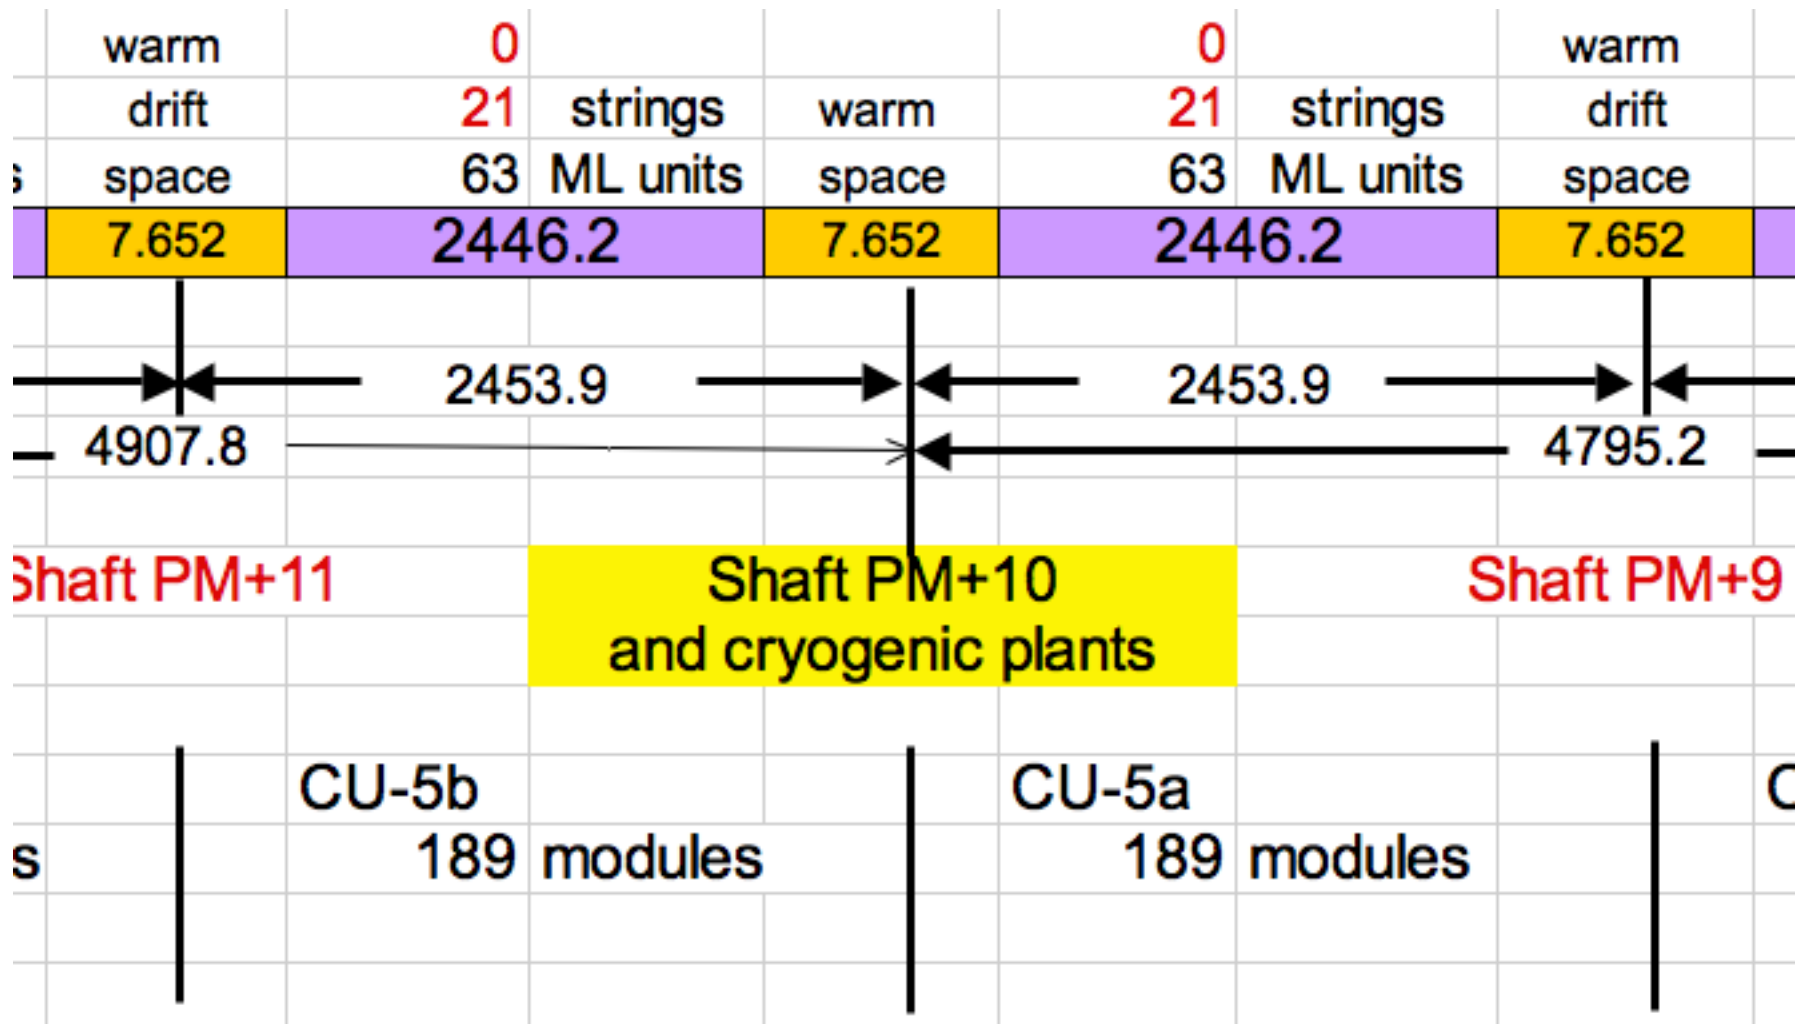 warm 0 0 warm
drift 21 strings warm 21 strings drift
space 63 ML units space 63 ML units space
7.652 2446.2 7.652 2446.2 7.652
2453.9 2453.9
4907.8 4795.2
Shaft PM+11 Shaft PM+10 Shaft PM+9
and cryogenic plants
CU-5b CU-5a
189 modules 189 modules